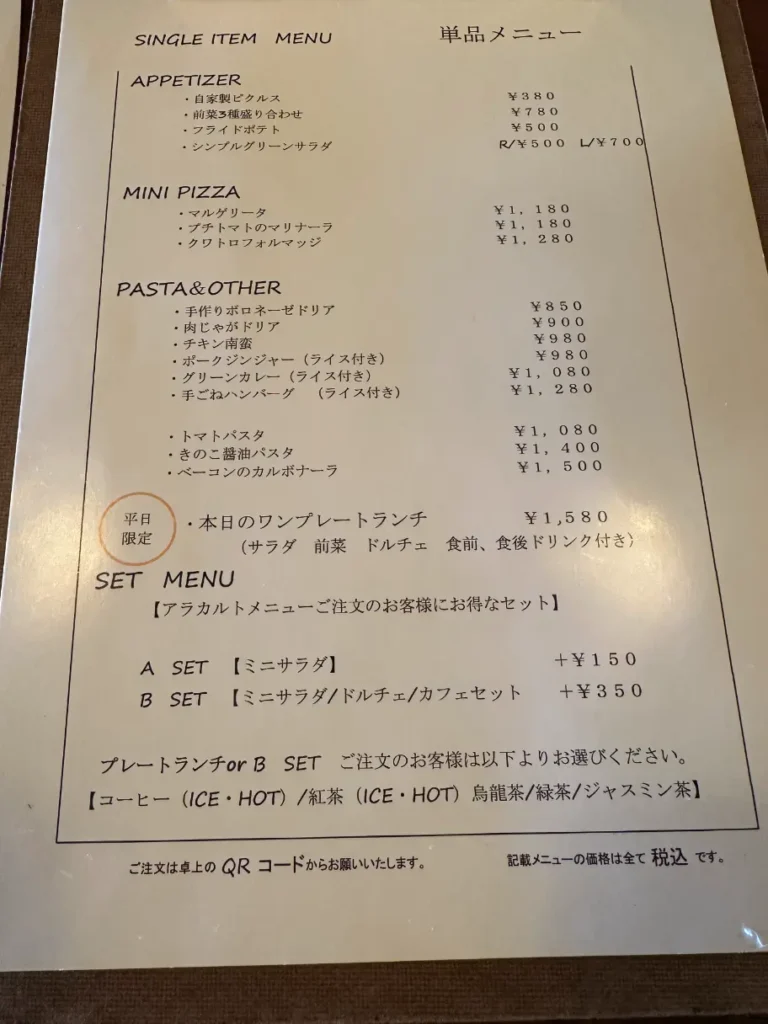 SINGLE ITEM MENU 単品メニュー
APPETIZER
・自家製ピクルス ￥380
・前菜3種盛り合わせ ￥780
・フライドポテト ￥500
・シンプルグリーンサラダ R/￥500 L/￥700
MINI PIZZA
・マルゲリータ ￥1，180
・プチトマトのマリナーラ ￥1，180
・クワトロフォルマッジ ￥1，280
PASTA&OTHER
・手作りボロネーゼドリア ￥850
・肉じゃがドリア ￥900
・チキン南蛮 ￥980
・ポークジンジャー（ライス付き） ￥980
・グリーンカレー（ライス付き） ￥1，080
・手ごねハンバーグ （ライス付き） ￥1，280
・トマトパスタ ￥1，080
・きのこ醤油パスタ ￥1，400
・ベーコンのカルボナーラ ￥1，500
平日
限定
・本日のワンプレートランチ ￥1,580
（サラダ 前菜 ドルチェ 食前、食後ドリンク付き）
SET MENU
【アラカルトメニューご注文のお客様にお得なセット】
A SET 【ミニサラダ】 ＋￥150
B SET 【ミニサラダ/ドルチェ/カフェセット ＋￥350
プレートランチor B SET ご注文のお客様は以下よりお選びください。
【コーヒー（ICE・HOT）/紅茶（ICE・HOT）烏龍茶/緑茶/ジャスミン茶】
ご注文は卓上の QR コードからお願いいたします。 記載メニューの価格は全て 税込 です。